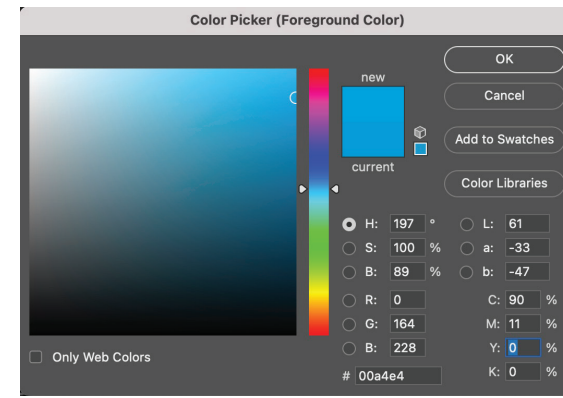 Color Picker (Foreground Color)
new
current
OK
Cancel
Add to Swatches
Color Libraries
H: 197 °
S: 100 %
B: 89 %
R: 0
G: 164
B: 228
# 00a4e4
L: 61
a: -33
b: -47
C: 90 %
M: 11 %
Y: 0 %
K: 0 %
Only Web Colors